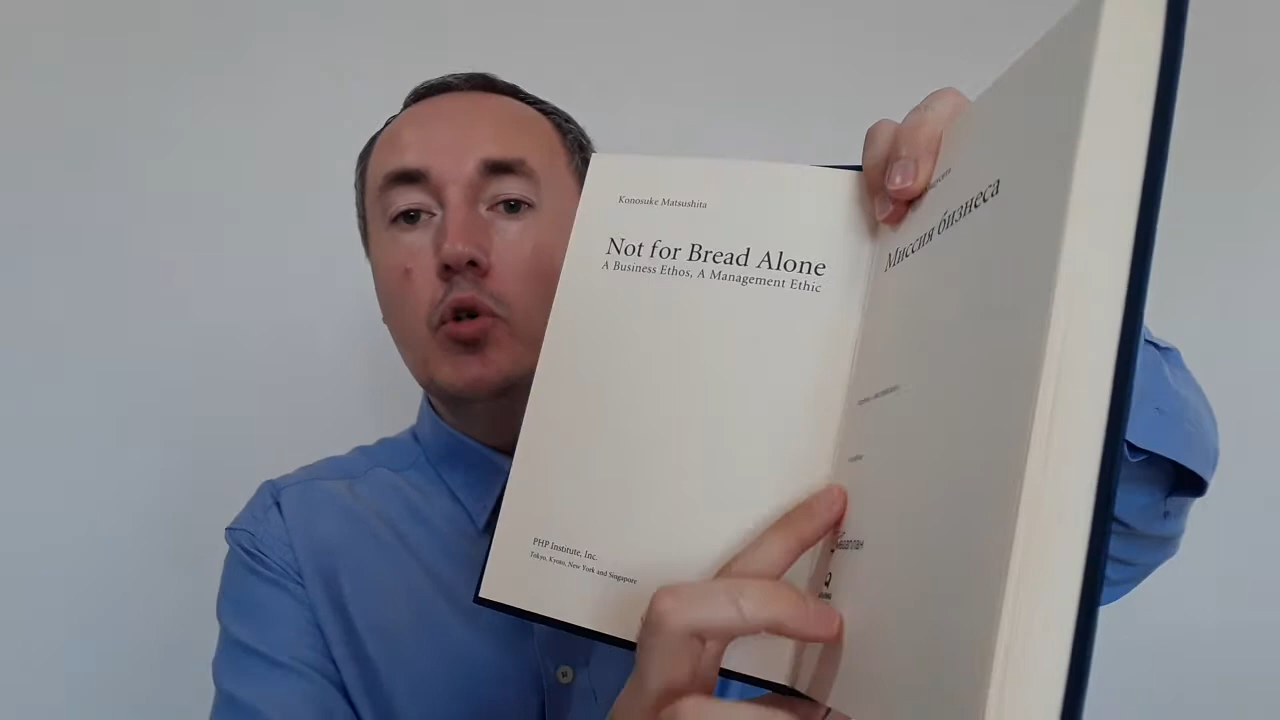 Konosuke Matsushita
Not for Bread Alone
A Business Ethos, A Management Ethic
PHP Institute, Inc.
Tokyo, Kyoto, New York and Singapore
Миссия бизнеса